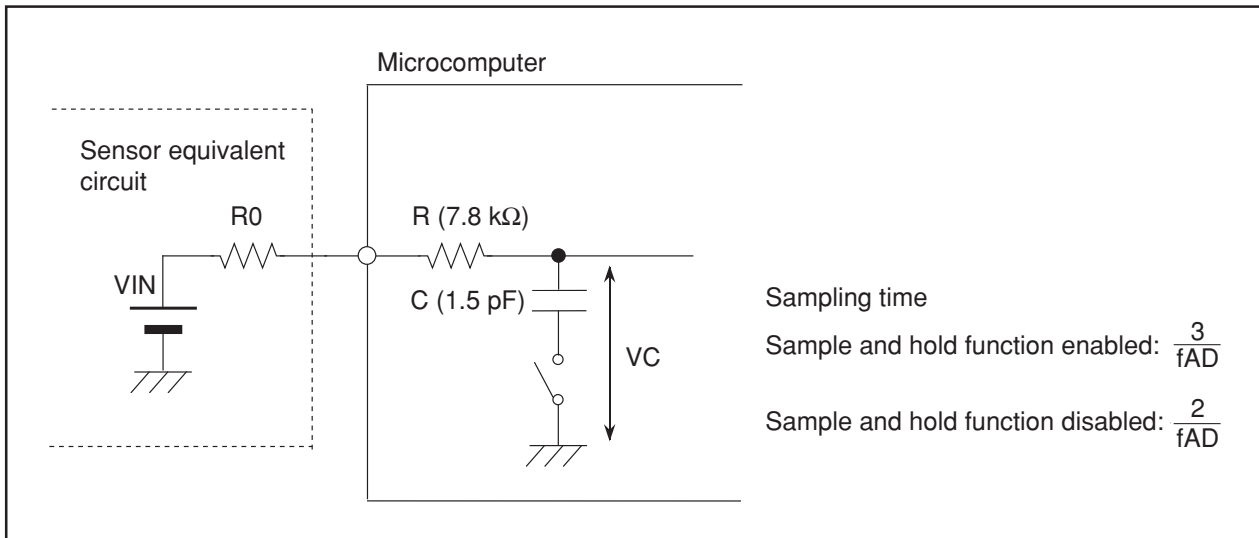 Microcomputer
Sensor equivalent
circuit
R0
R (7.8 kΩ)
VIN
C (1.5 pF)
VC
Sampling time
Sample and hold function enabled: 3/fAD
Sample and hold function disabled: 2/fAD